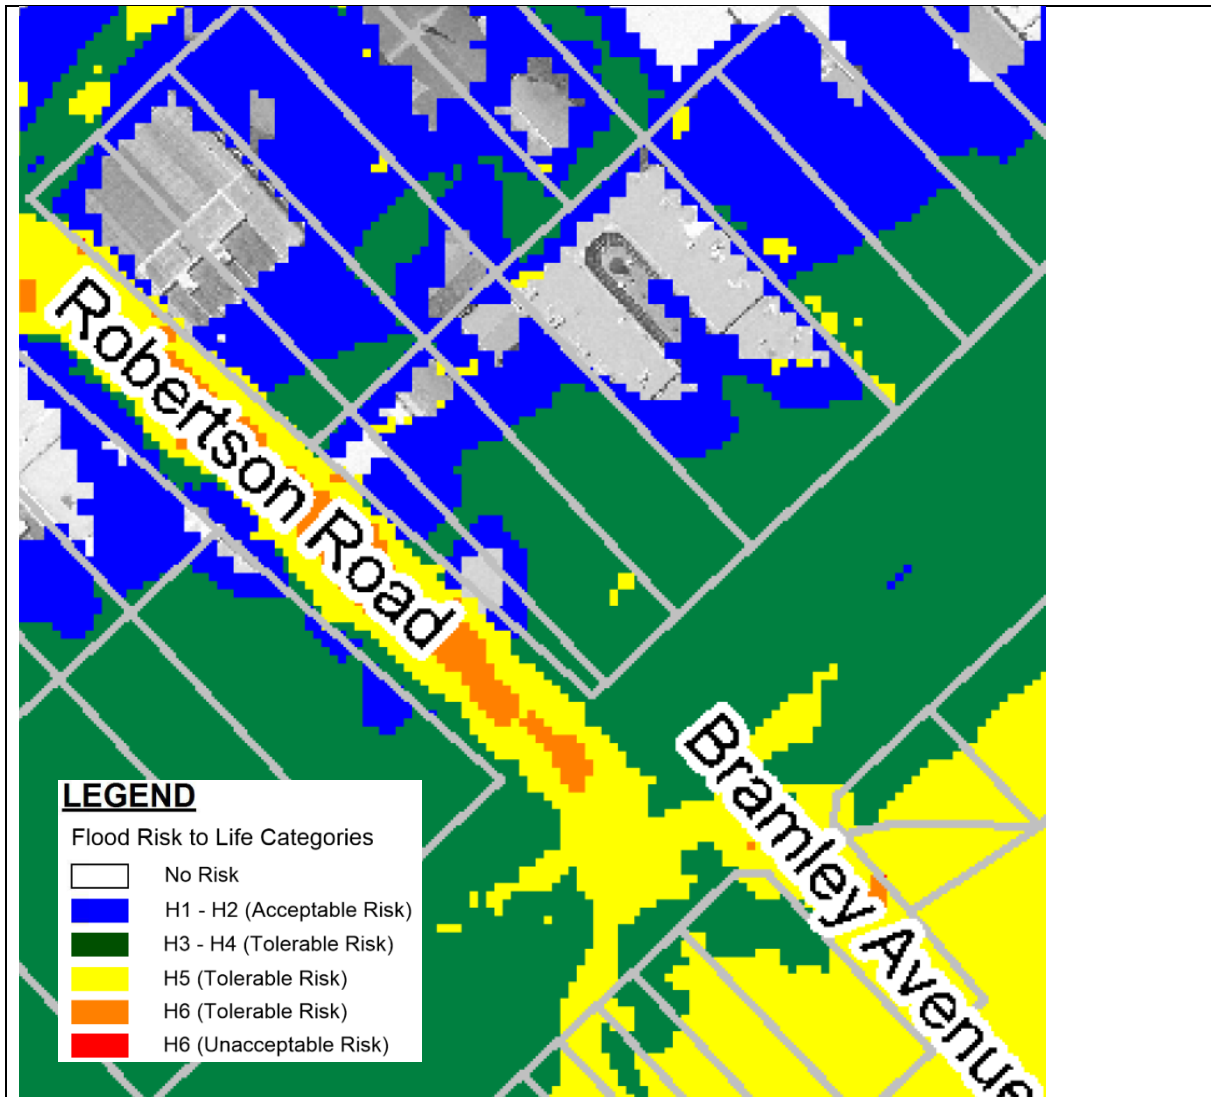 Robertson Road
Bramley Avenue
LEGEND
Flood Risk to Life Categories
No Risk
H1 - H2 (Acceptable Risk)
H3 - H4 (Tolerable Risk)
H5 (Tolerable Risk)
H6 (Tolerable Risk)
H6 (Unacceptable Risk)